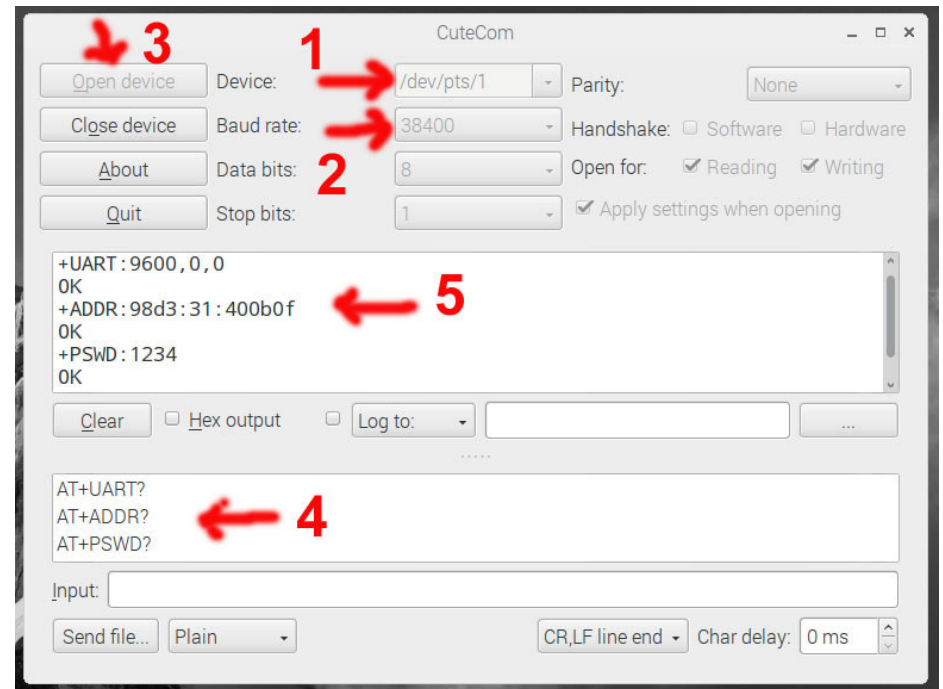 CuteCom
3
1
Open device Device: /dev/pts/1 Parity: None
Close device Baud rate: 38400 Handshake: Software Hardware
About Data bits: 2 8 Open for: Reading Writing
Quit Stop bits: 1 Apply settings when opening
+UART:9600,0,0
OK
+ADDR:98d3:31:400b0f
5
OK
+PSWD:1234
OK
Clear Hex output Log to: ...
AT+UART?
AT+ADDR?
4
AT+PSWD?
Input:
Send file... Plain CR,LF line end Char delay: 0 ms